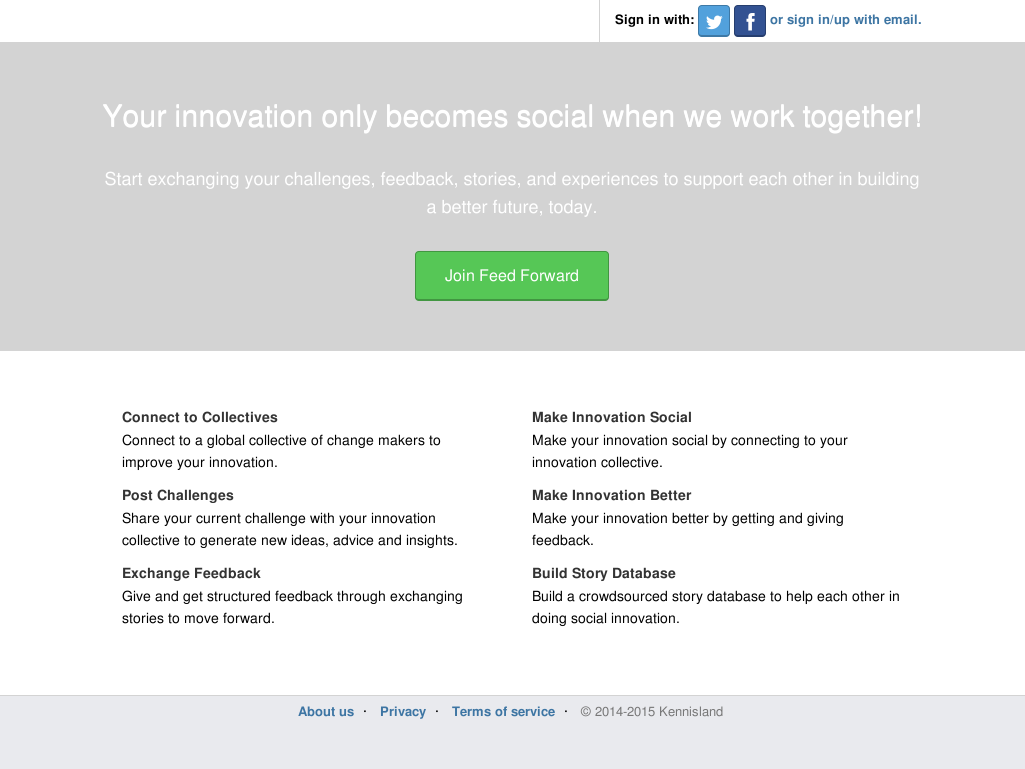 Sign in with: or sign in/up with email.
Your innovation only becomes social when we work together!
Start exchanging your challenges, feedback, stories, and experiences to support each other in building
a better future, today.
Join Feed Forward
Connect to Collectives
Connect to a global collective of change makers to
improve your innovation.
Post Challenges
Share your current challenge with your innovation
collective to generate new ideas, advice and insights.
Exchange Feedback
Give and get structured feedback through exchanging
stories to move forward.
Make Innovation Social
Make your innovation social by connecting to your
innovation collective.
Make Innovation Better
Make your innovation better by getting and giving
feedback.
Build Story Database
Build a crowdsourced story database to help each other in
doing social innovation.
About us · Privacy · Terms of service · © 2014-2015 Kennisland